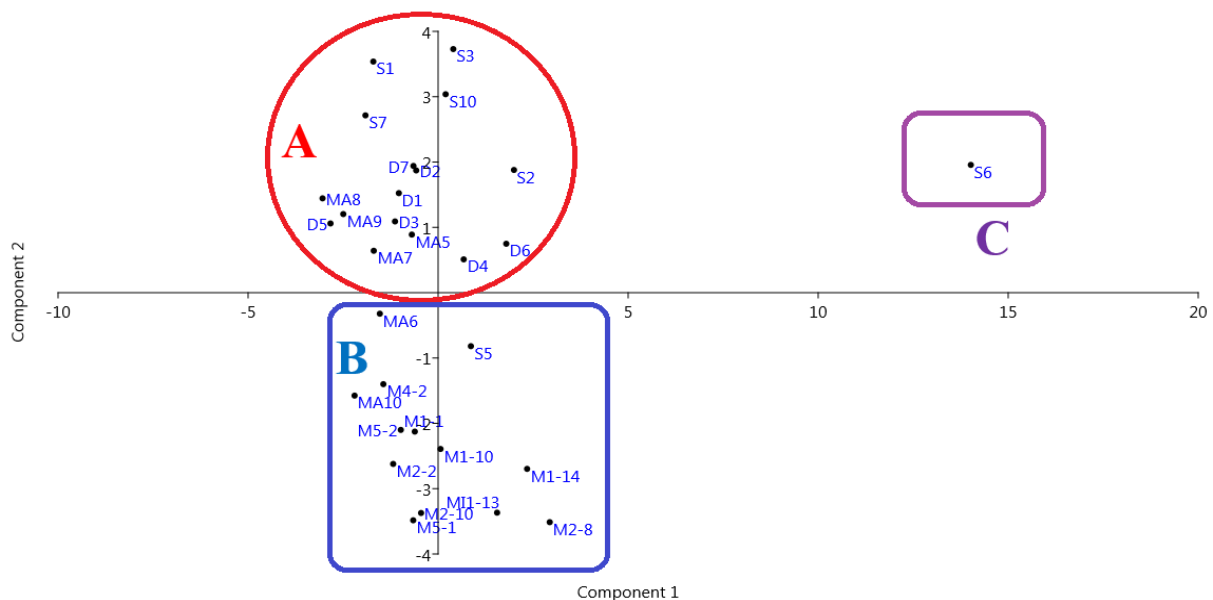 4
S3
S1
3
S10
S7
A
2
D7
D2
S2
S6
D1
MA8
MA9
D3
D5
1
MA5
C
D6
MA7
D4
Component 2
-10
-5
5
10
15
20
MA6
B
-1
S5
M4-2
MA10
M1-1
-2
M5-2
M1-10
M2-2
M1-14
-3
MI1-13
M2-10
M5-1
M2-8
-4
Component 1